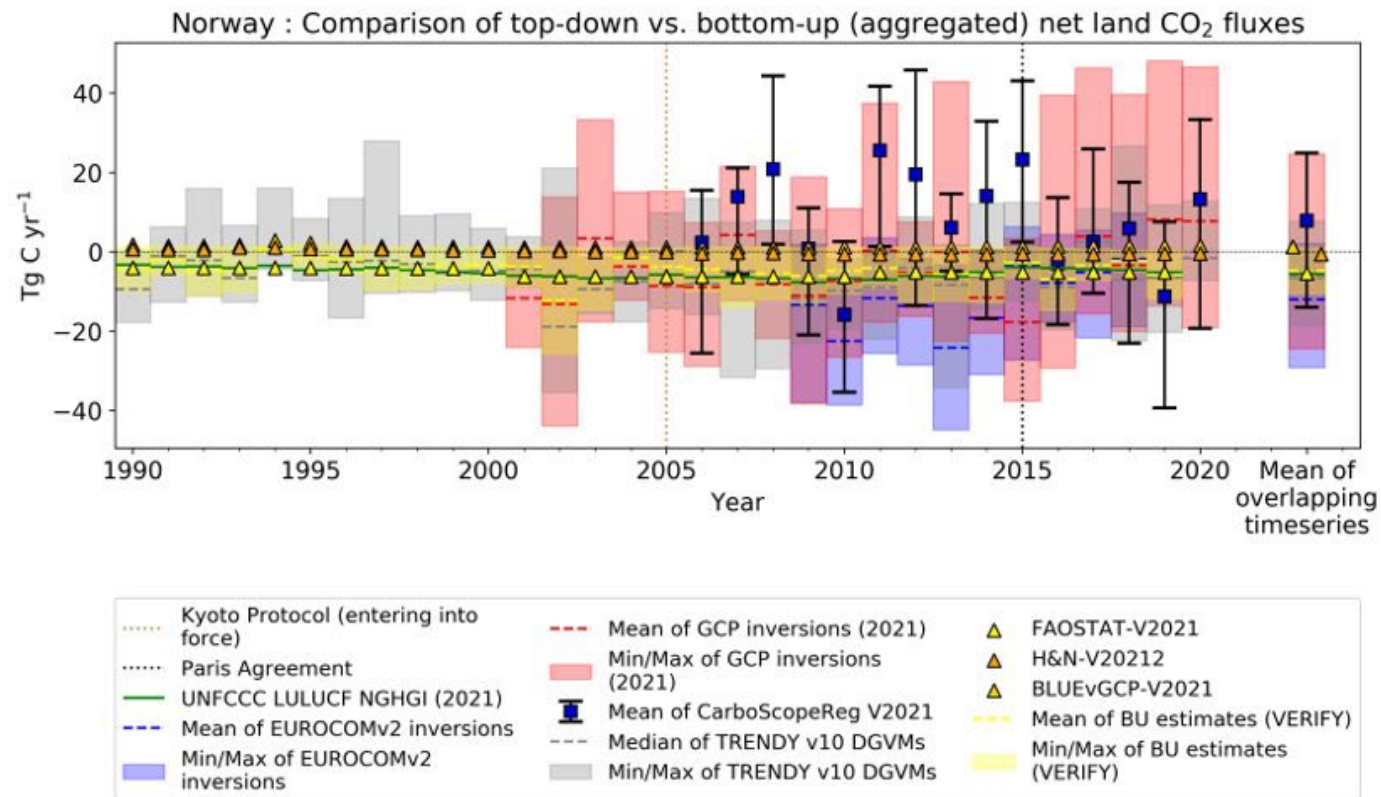 Norway : Comparison of top-down vs. bottom-up (aggregated) net land CO₂ fluxes
Tg C yr⁻¹
40
20
0
−20
−40
1990
1995
2000
2005
2010
2015
2020
Mean of
overlapping
timeseries
Year
Kyoto Protocol (entering into
force)
Paris Agreement
UNFCCC LULUCF NGHGI (2021)
Mean of EUROCOMv2 inversions
Min/Max of EUROCOMv2
inversions
Mean of GCP inversions (2021)
Min/Max of GCP inversions
(2021)
Mean of CarboScopeReg V2021
Median of TRENDY v10 DGVMs
Min/Max of TRENDY v10 DGVMs
FAOSTAT-V2021
H&N-V20212
BLUEvGCP-V2021
Mean of BU estimates (VERIFY)
Min/Max of BU estimates
(VERIFY)